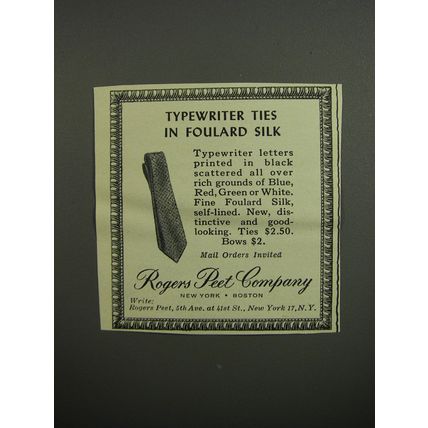 TYPEWRITER TIES
IN FOULARD SILK
Typewriter letters
printed in black
scattered all over
rich grounds of Blue,
Red, Green or White.
Fine Foulard Silk,
self-lined. New, dis-
tinctive and good-
looking. Ties $2.50.
Bows $2.
Mail Orders Invited
Rogers Peet Company
NEW YORK • BOSTON
Write:
Rogers Peet, 5th Ave. at 41st St., New York 17, N.Y.